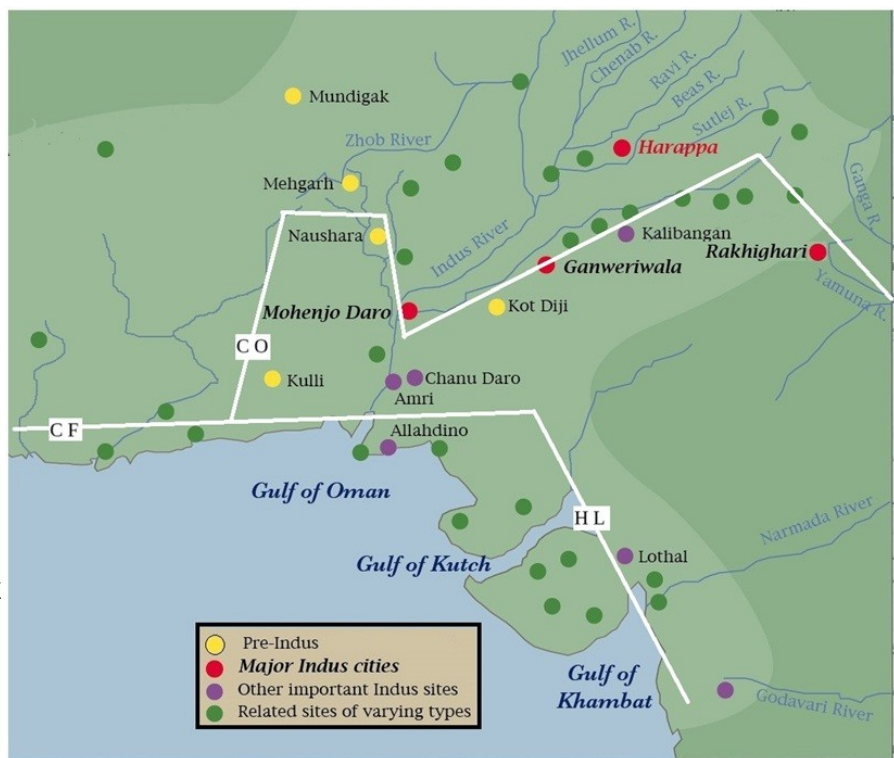 Jhellum R.
Chenab R.
Ravi R.
Beas R.
Sutlej R.
Mundigak
Zhob River
Harappa
Mehgarh
Ganga R.
Naushara
Indus River
Kalibangan
Rakhighari
Ganweriwala
Yamuna R.
Mohenjo Daro
Kot Diji
C O
Kulli
Chanu Daro
Amri
C F
Allahdino
Gulf of Oman
H L
Narmada River
Gulf of Kutch
Lothal
Pre-Indus
Major Indus cities
Other important Indus sites
Related sites of varying types
Gulf of
Khambat
Godavari River